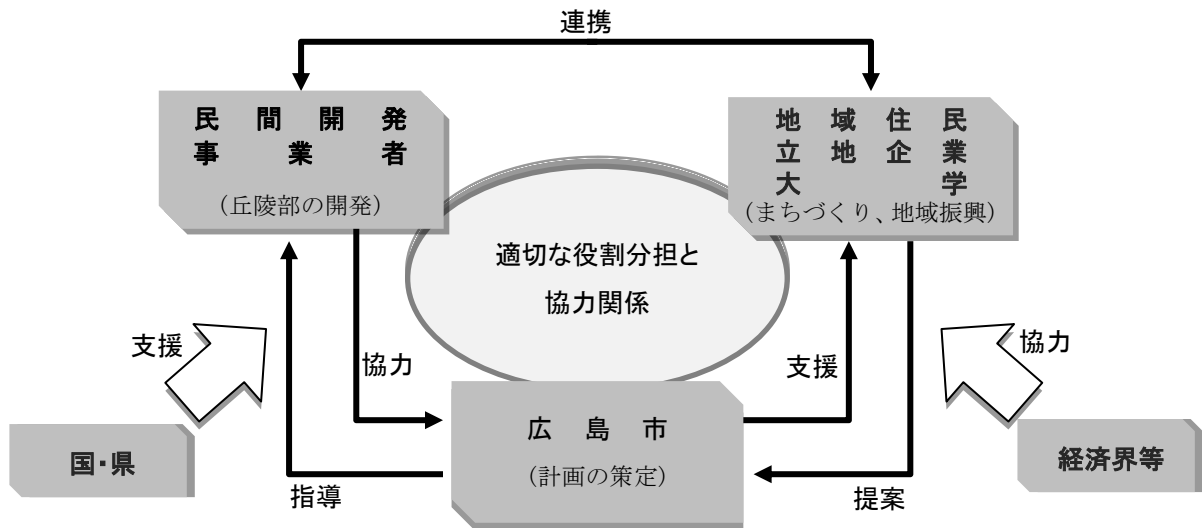 連携
民間開発
事業者
(丘陵部の開発)
地域住民
立地企業
大学
(まちづくり、地域振興)
適切な役割分担と
協力関係
支援
協力
支援
協力
広島市
(計画の策定)
国・県
経済界等
指導
提案